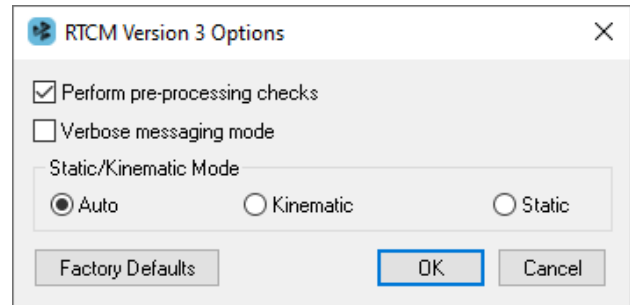 RTCM Version 3 Options
Perform pre-processing checks
Verbose messaging mode
Static/Kinematic Mode
Auto Kinematic Static
Factory Defaults OK Cancel